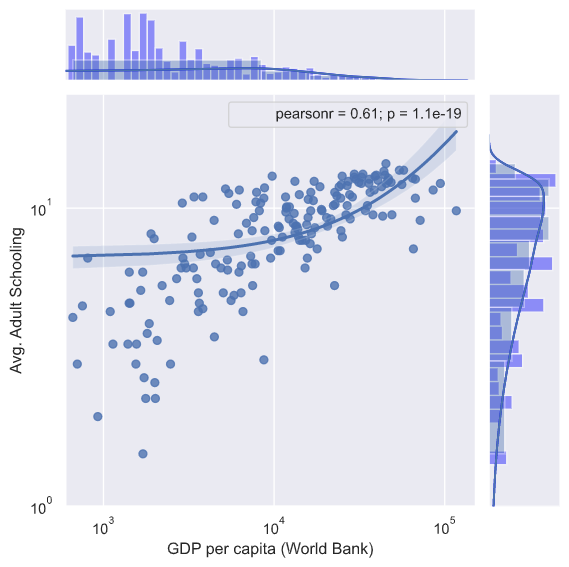 pearsonr = 0.61; p = 1.1e-19
Avg. Adult Schooling
10¹
10⁰
10³ 10⁴ 10⁵
GDP per capita (World Bank)